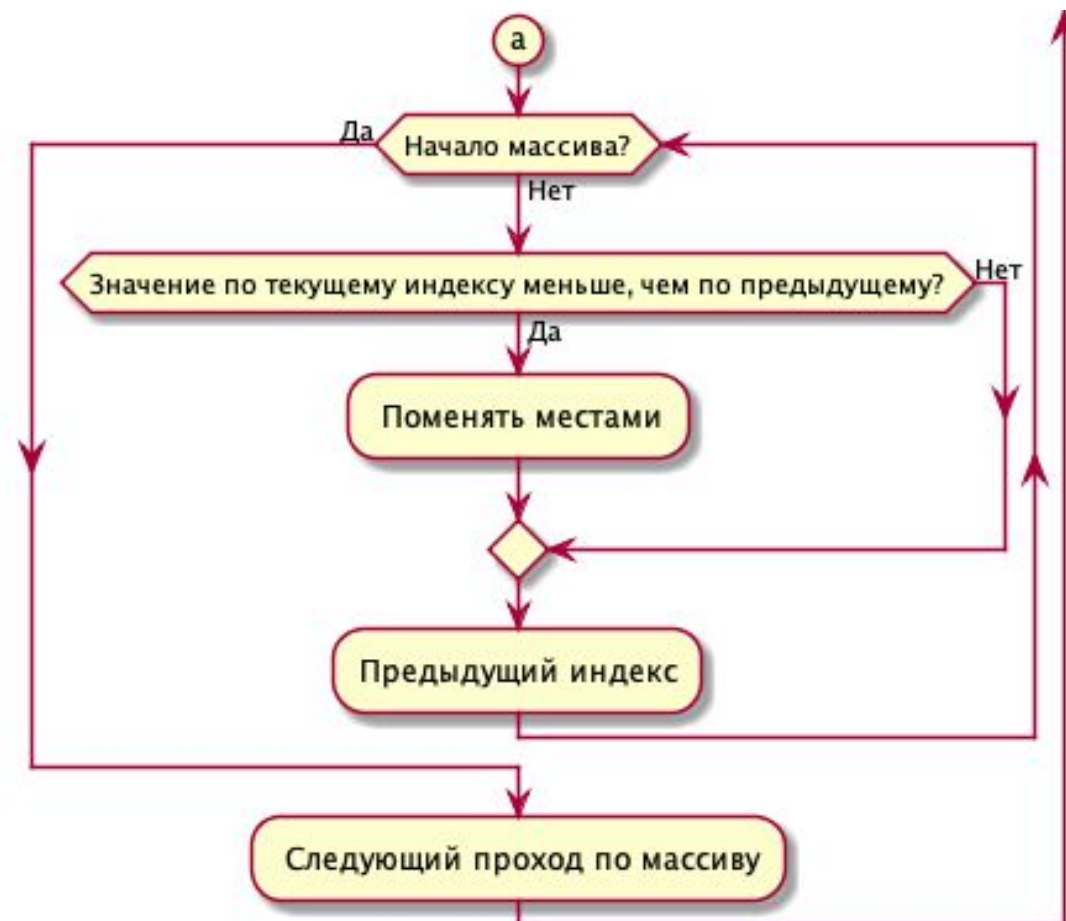 а
Да
Начало массива?
Нет
Значение по текущему индексу меньше, чем по предыдущему?
Нет
Да
Поменять местами
Предыдущий индекс
Следующий проход по массиву